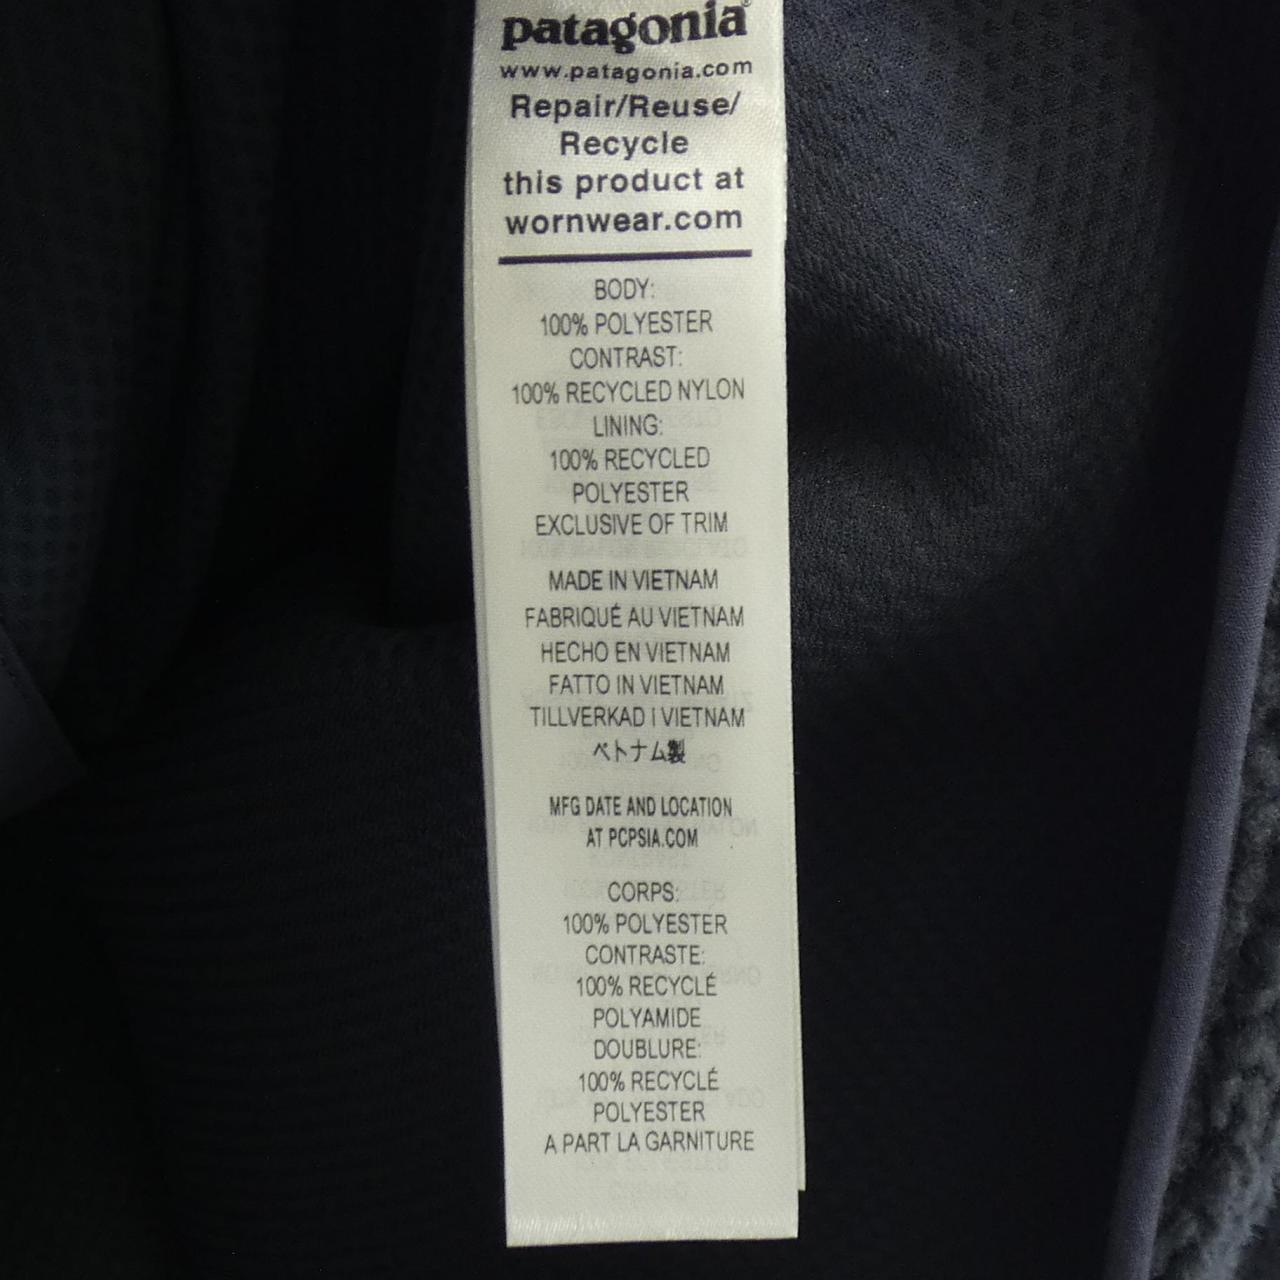 patagonia®
www.patagonia.com
Repair/Reuse/
Recycle
this product at
wornwear.com
BODY:
100% POLYESTER
CONTRAST:
100% RECYCLED NYLON
LINING:
100% RECYCLED
POLYESTER
EXCLUSIVE OF TRIM
MADE IN VIETNAM
FABRIQUÉ AU VIETNAM
HECHO EN VIETNAM
FATTO IN VIETNAM
TILLVERKAD I VIETNAM
ベトナム製
MFG DATE AND LOCATION
AT PCPSIA.COM
CORPS:
100% POLYESTER
CONTRASTE:
100% RECYCLÉ
POLYAMIDE
DOUBLURE:
100% RECYCLÉ
POLYESTER
A PART LA GARNITURE